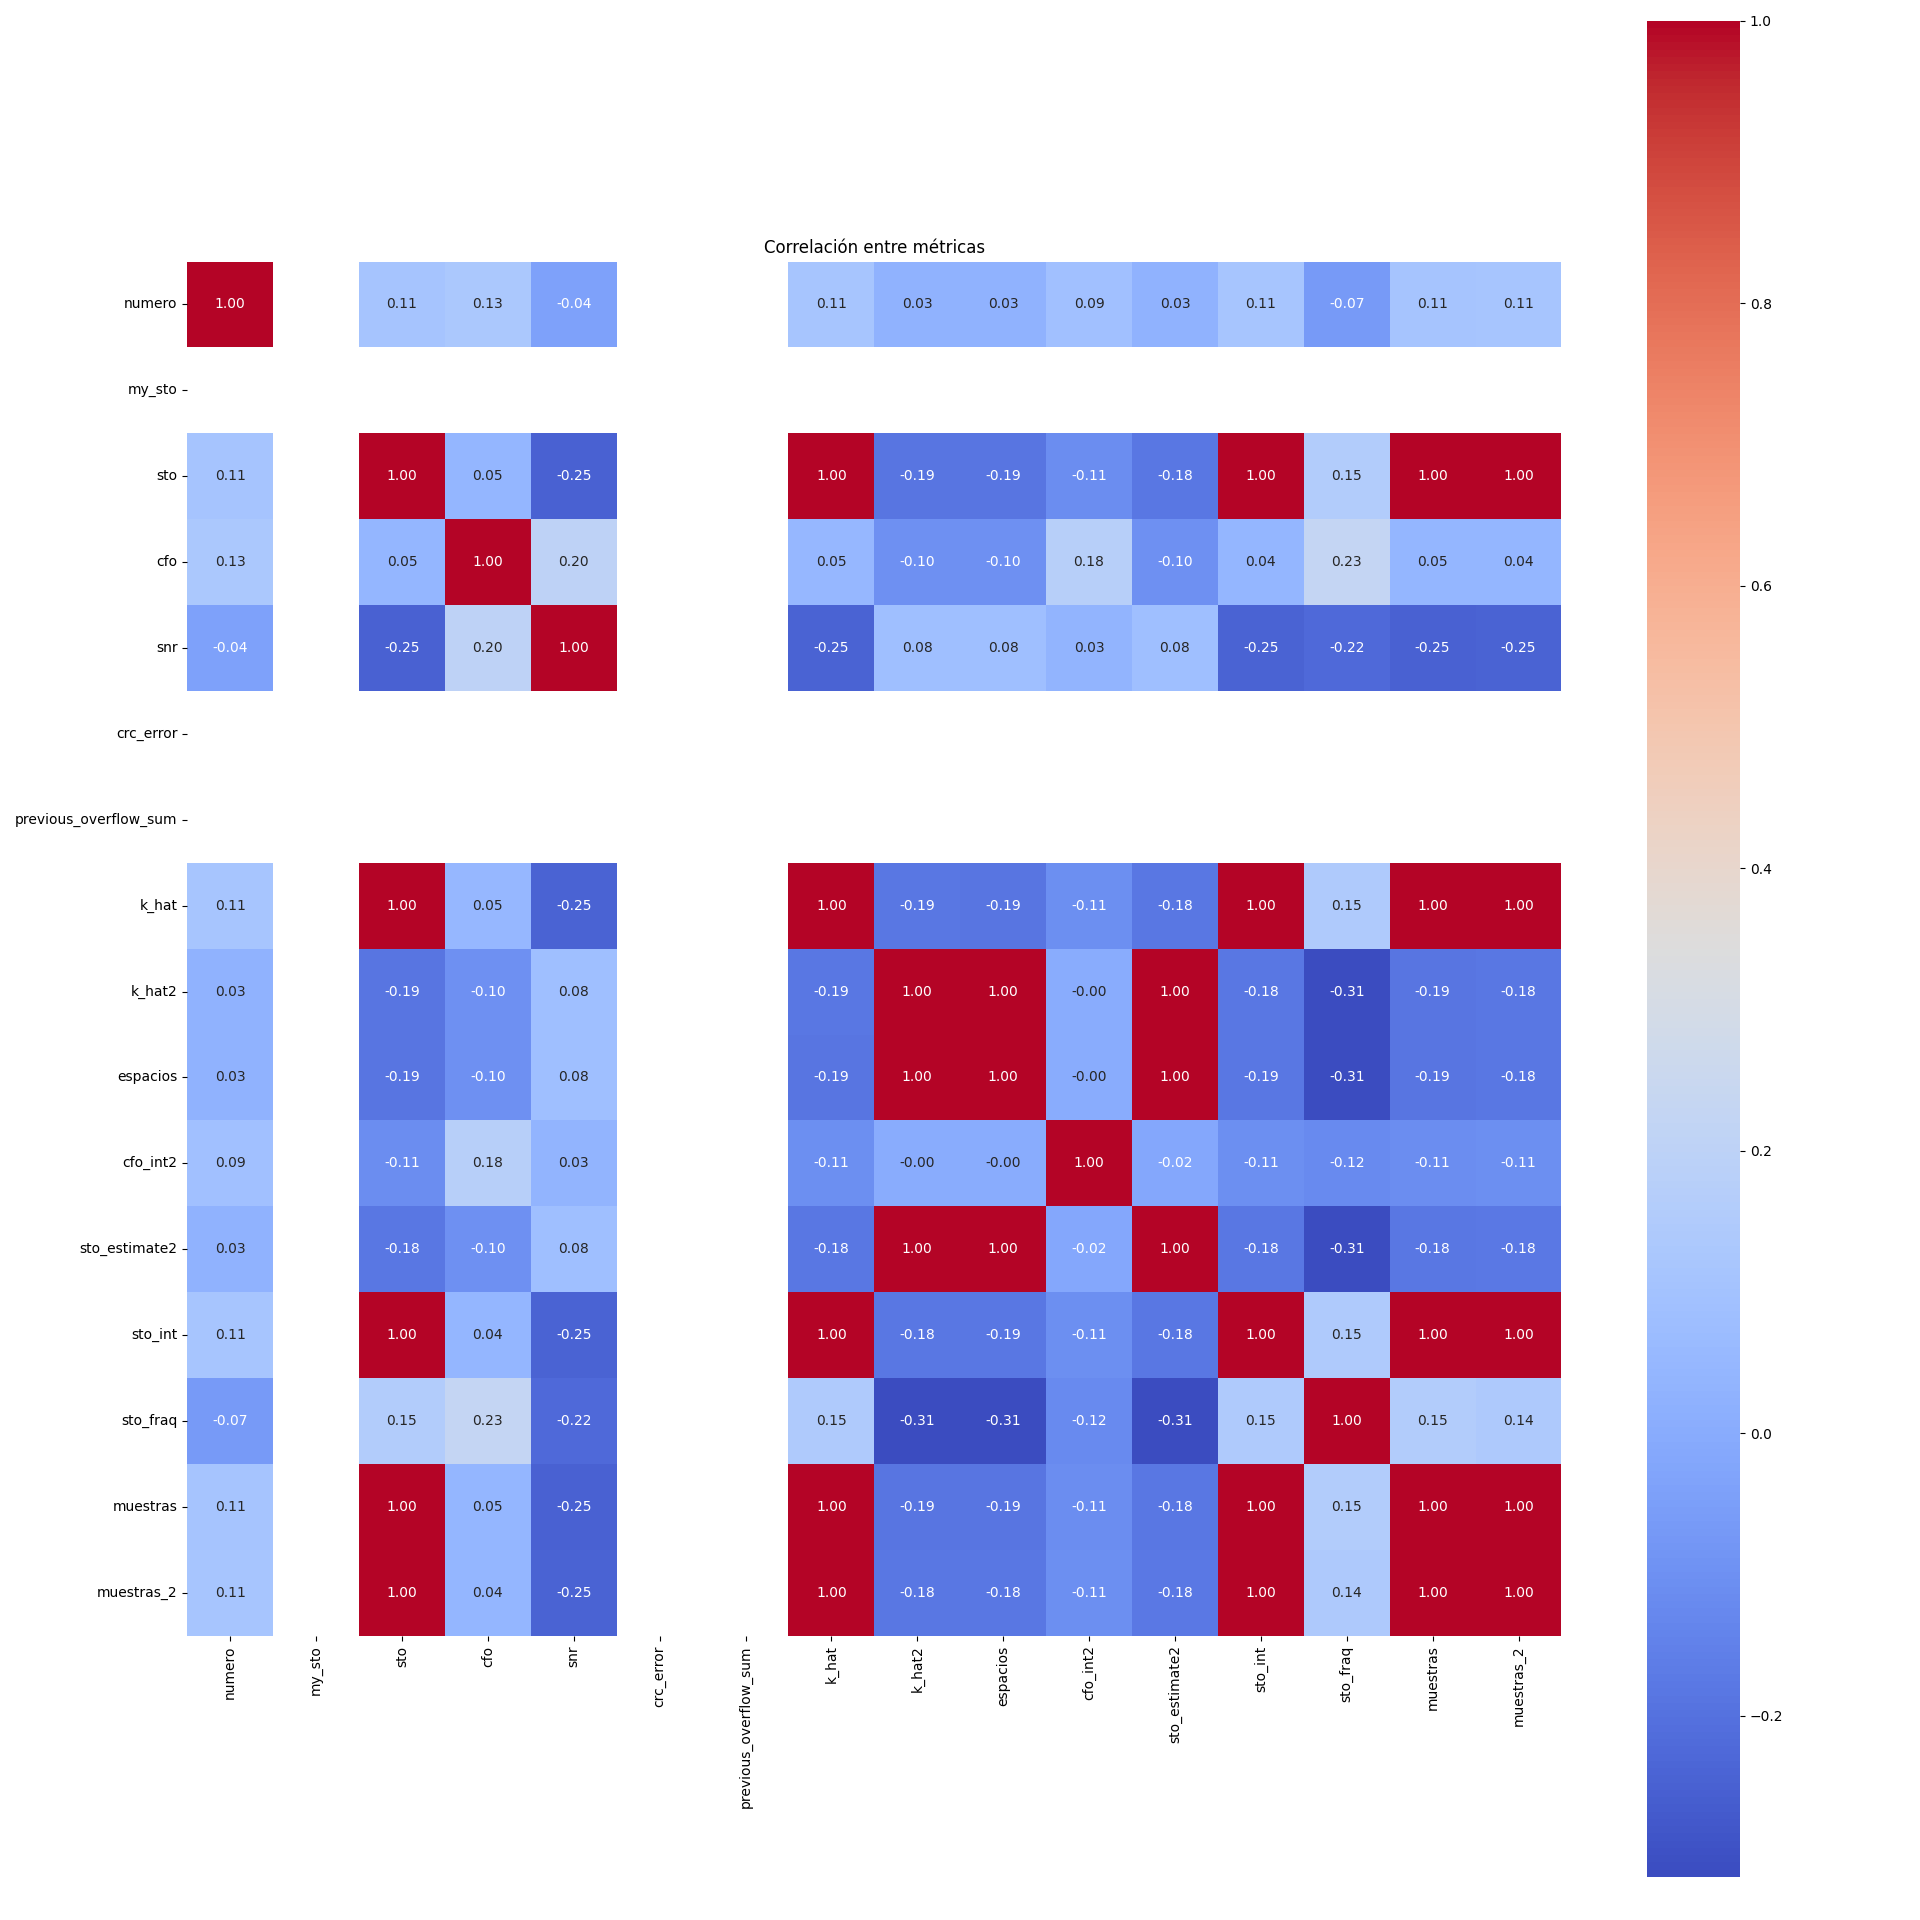 Correlación entre métricas
numero 1.00 0.11 0.13 -0.04 0.11 0.03 0.03 0.09 0.03 0.11 -0.07 0.11 0.11
my_sto
sto 0.11 1.00 0.05 -0.25 1.00 -0.19 -0.19 -0.11 -0.18 1.00 0.15 1.00 1.00
cfo 0.13 0.05 1.00 0.20 0.05 -0.10 -0.10 0.18 -0.10 0.04 0.23 0.05 0.04
snr -0.04 -0.25 0.20 1.00 -0.25 0.08 0.08 0.03 0.08 -0.25 -0.22 -0.25 -0.25
crc_error
previous_overflow_sum
k_hat 0.11 1.00 0.05 -0.25 1.00 -0.19 -0.19 -0.11 -0.18 1.00 0.15 1.00 1.00
k_hat2 0.03 -0.19 -0.10 0.08 -0.19 1.00 1.00 -0.00 1.00 -0.18 -0.31 -0.19 -0.18
espacios 0.03 -0.19 -0.10 0.08 -0.19 1.00 1.00 -0.00 1.00 -0.19 -0.31 -0.19 -0.18
cfo_int2 0.09 -0.11 0.18 0.03 -0.11 -0.00 -0.00 1.00 -0.02 -0.11 -0.12 -0.11 -0.11
sto_estimate2 0.03 -0.18 -0.10 0.08 -0.18 1.00 1.00 -0.02 1.00 -0.18 -0.31 -0.18 -0.18
sto_int 0.11 1.00 0.04 -0.25 1.00 -0.18 -0.19 -0.11 -0.18 1.00 0.15 1.00 1.00
sto_fraq -0.07 0.15 0.23 -0.22 0.15 -0.31 -0.31 -0.12 -0.31 0.15 1.00 0.15 0.14
muestras 0.11 1.00 0.05 -0.25 1.00 -0.19 -0.19 -0.11 -0.18 1.00 0.15 1.00 1.00
muestras_2 0.11 1.00 0.04 -0.25 1.00 -0.18 -0.18 -0.11 -0.18 1.00 0.14 1.00 1.00
numero
my_sto
sto
cfo
snr
crc_error
previous_overflow_sum
k_hat
k_hat2
espacios
cfo_int2
sto_estimate2
sto_int
sto_fraq
muestras
muestras_2
1.0
0.8
0.6
0.4
0.2
0.0
−0.2